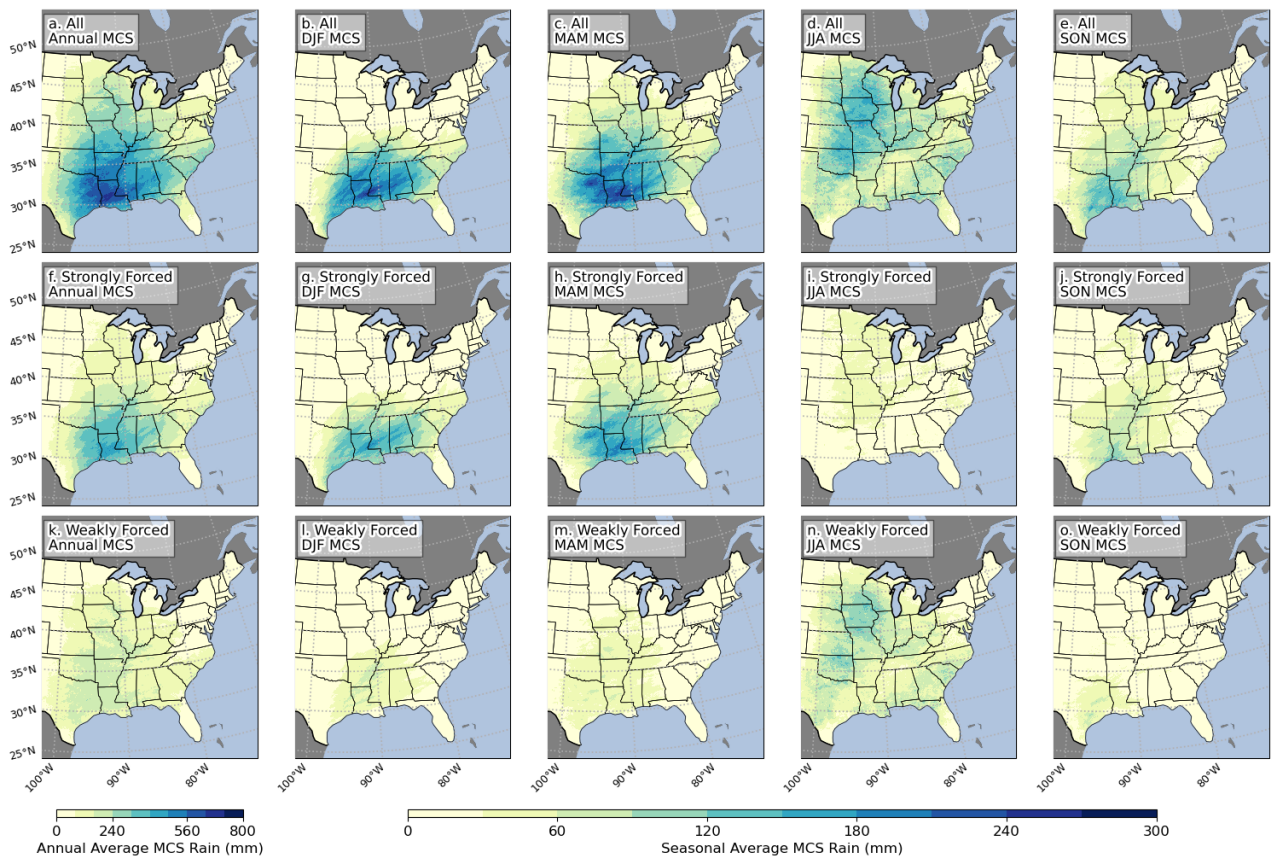 a. All
Annual MCS
b. All
DJF MCS
c. All
MAM MCS
d. All
JJA MCS
e. All
SON MCS
50°N
45°N
40°N
35°N
30°N
25°N
f. Strongly Forced
Annual MCS
g. Strongly Forced
DJF MCS
h. Strongly Forced
MAM MCS
i. Strongly Forced
JJA MCS
j. Strongly Forced
SON MCS
50°N
45°N
40°N
35°N
30°N
25°N
k. Weakly Forced
Annual MCS
l. Weakly Forced
DJF MCS
m. Weakly Forced
MAM MCS
n. Weakly Forced
JJA MCS
o. Weakly Forced
SON MCS
50°N
45°N
40°N
35°N
30°N
25°N
100°W 90°W 80°W 100°W 90°W 80°W 100°W 90°W 80°W 100°W 90°W 80°W 100°W 90°W 80°W
0 240 560 800
Annual Average MCS Rain (mm)
0 60 120 180 240 300
Seasonal Average MCS Rain (mm)